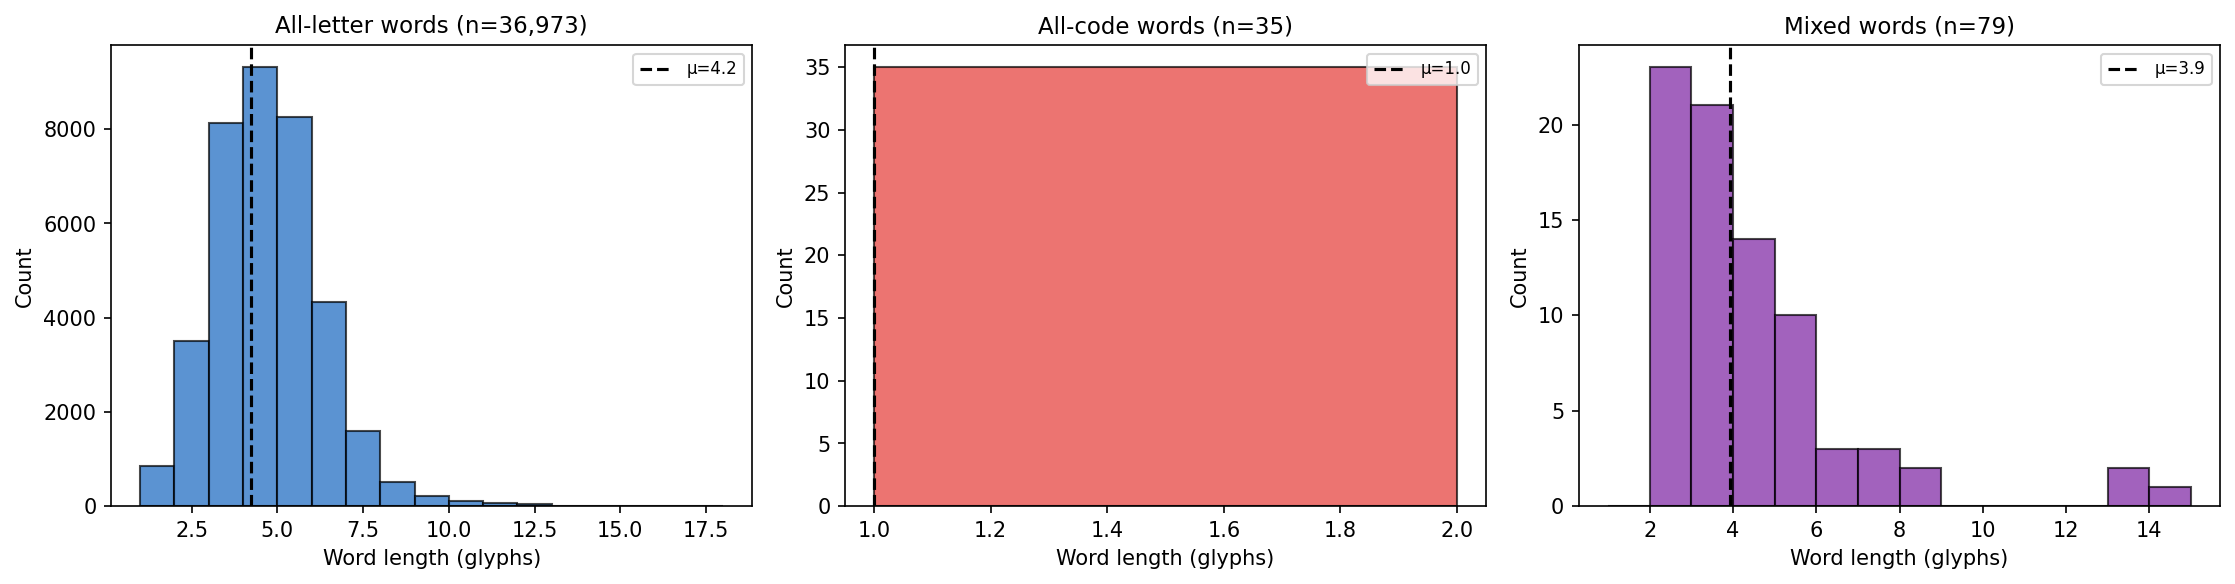 All-letter words (n=36,973)
μ=4.2
8000
6000
4000
2000
0
Count
2.5 5.0 7.5 10.0 12.5 15.0 17.5
Word length (glyphs)
All-code words (n=35)
μ=1.0
35
30
25
20
15
10
5
0
Count
1.0 1.2 1.4 1.6 1.8 2.0
Word length (glyphs)
Mixed words (n=79)
μ=3.9
20
15
10
5
0
Count
2 4 6 8 10 12 14
Word length (glyphs)